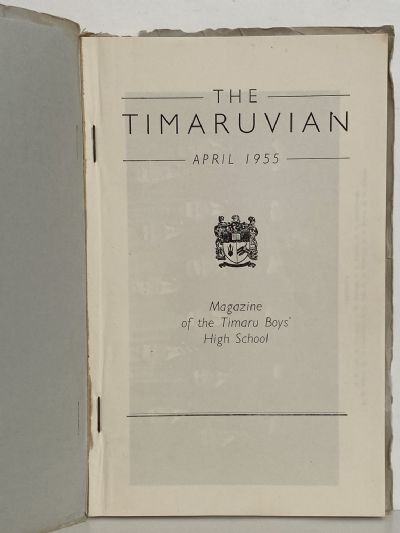 THE
TIMARUVIAN
APRIL 1955
Magazine
of the Timaru Boys'
High School